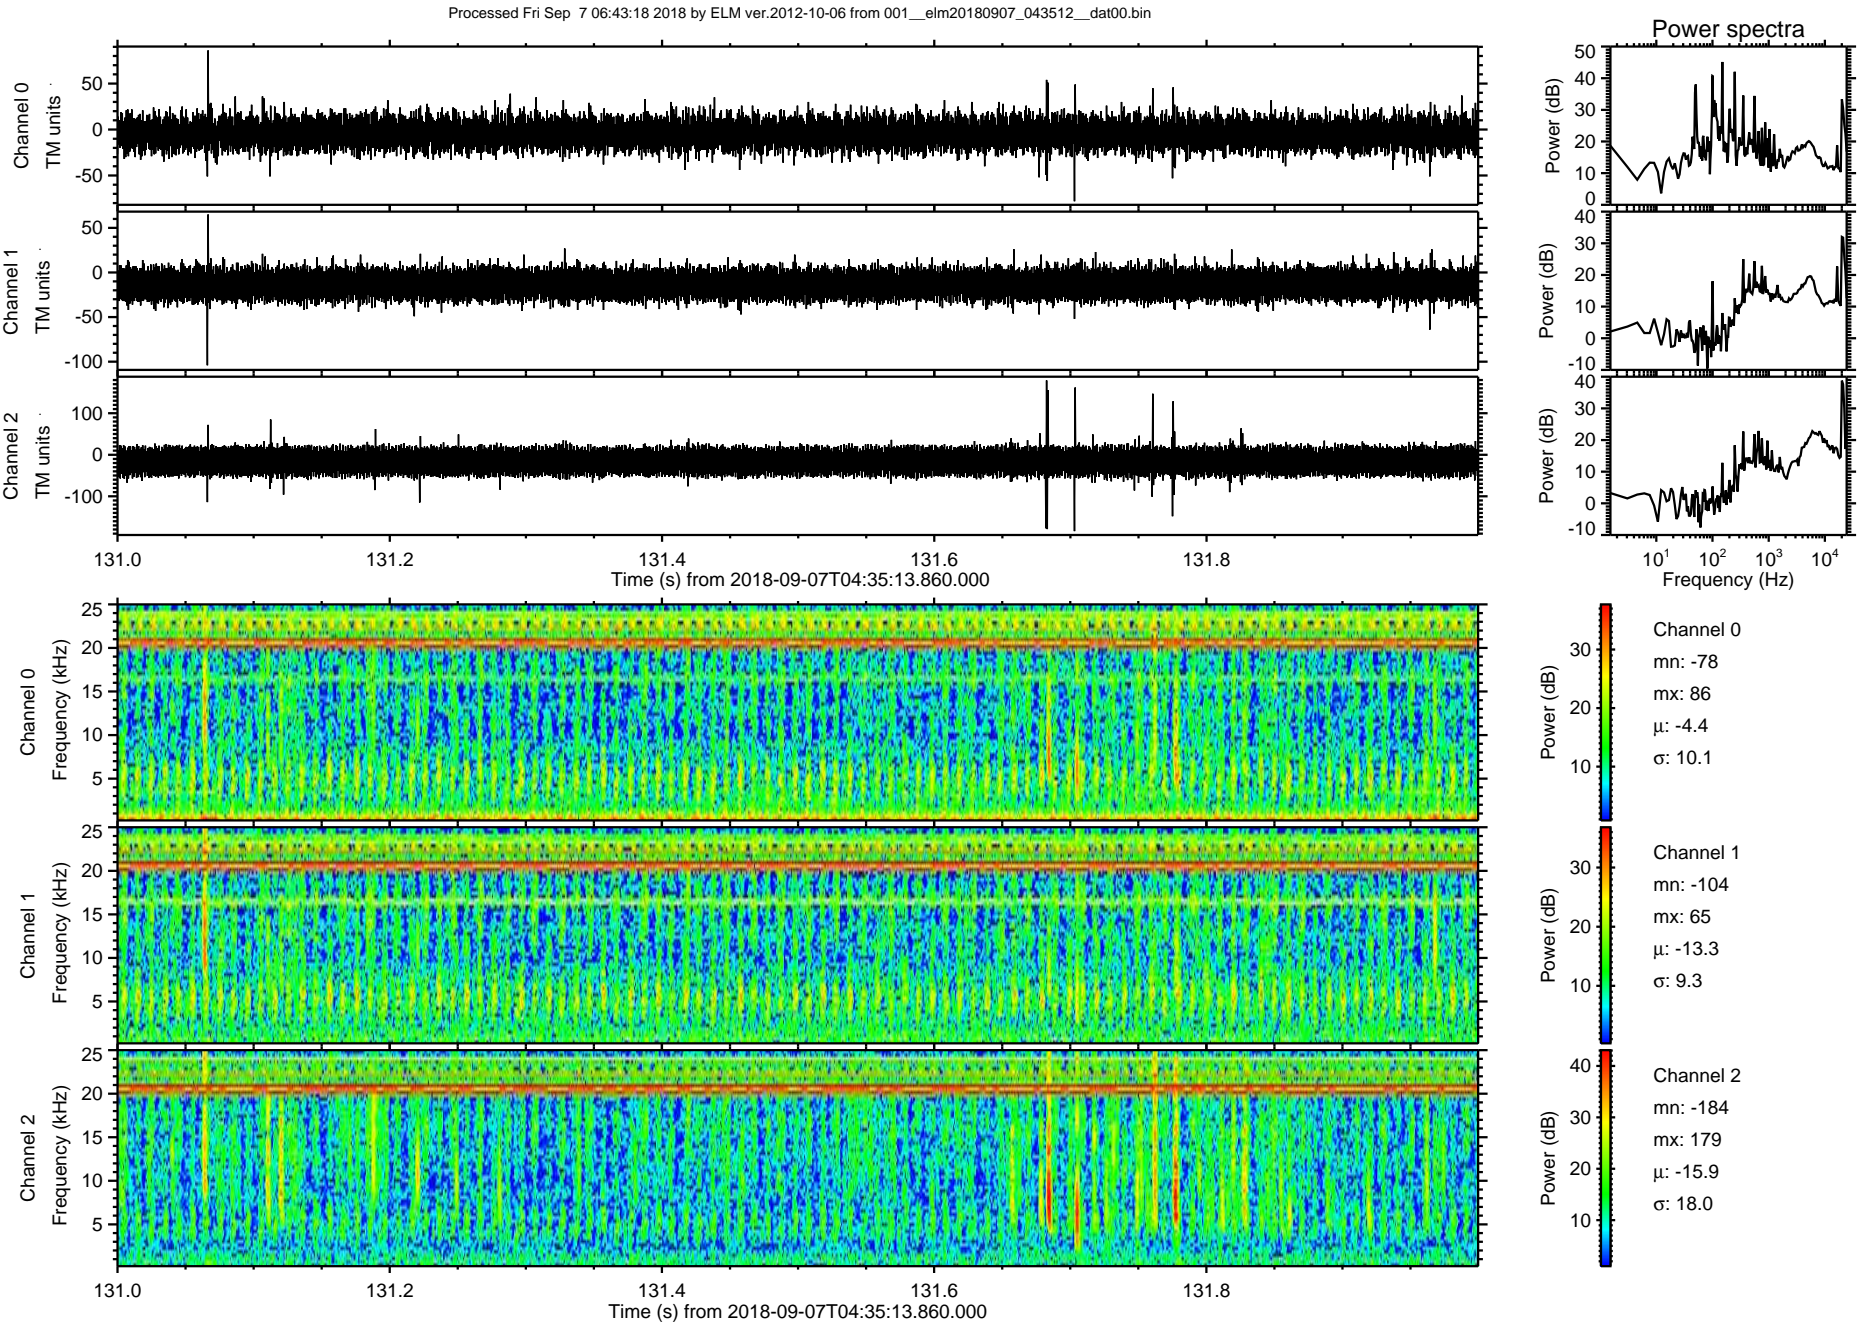 Processed Fri Sep  7 06:43:18 2018 by ELM ver.2012-10-06 from 001__elm20180907_043512__dat00.bin
Power spectra
Channel 0
TM units
50
0
-50
Power (dB)
50
40
30
20
10
0
Channel 1
TM units
50
0
-50
-100
Power (dB)
40
30
20
10
0
-10
Channel 2
TM units
100
0
-100
Power (dB)
40
30
20
10
0
-10
131.0 131.2 131.4 131.6 131.8
Time (s) from 2018-09-07T04:35:13.860.000
10¹ 10² 10³ 10⁴
Frequency (Hz)
Channel 0
Frequency (kHz)
25
20
15
10
5
Power (dB)
30
20
10
Channel 0
mn: -78
mx: 86
μ: -4.4
σ: 10.1
Channel 1
Frequency (kHz)
25
20
15
10
5
Power (dB)
30
20
10
Channel 1
mn: -104
mx: 65
μ: -13.3
σ: 9.3
Channel 2
Frequency (kHz)
25
20
15
10
5
Power (dB)
40
30
20
10
Channel 2
mn: -184
mx: 179
μ: -15.9
σ: 18.0
131.0 131.2 131.4 131.6 131.8
Time (s) from 2018-09-07T04:35:13.860.000